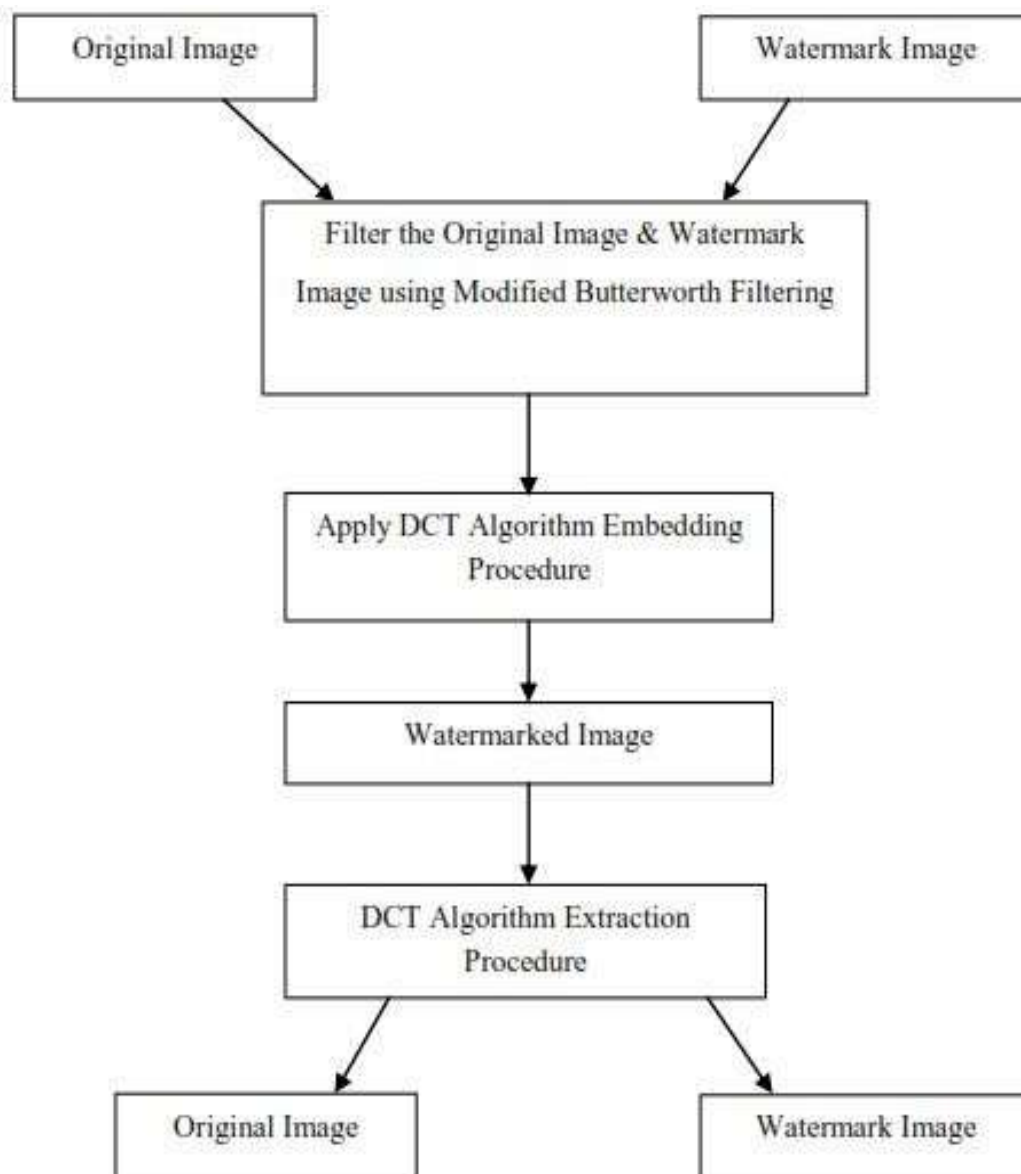 Original Image
Watermark Image
Filter the Original Image & Watermark
Image using Modified Butterworth Filtering
Apply DCT Algorithm Embedding
Procedure
Watermarked Image
DCT Algorithm Extraction
Procedure
Original Image
Watermark Image